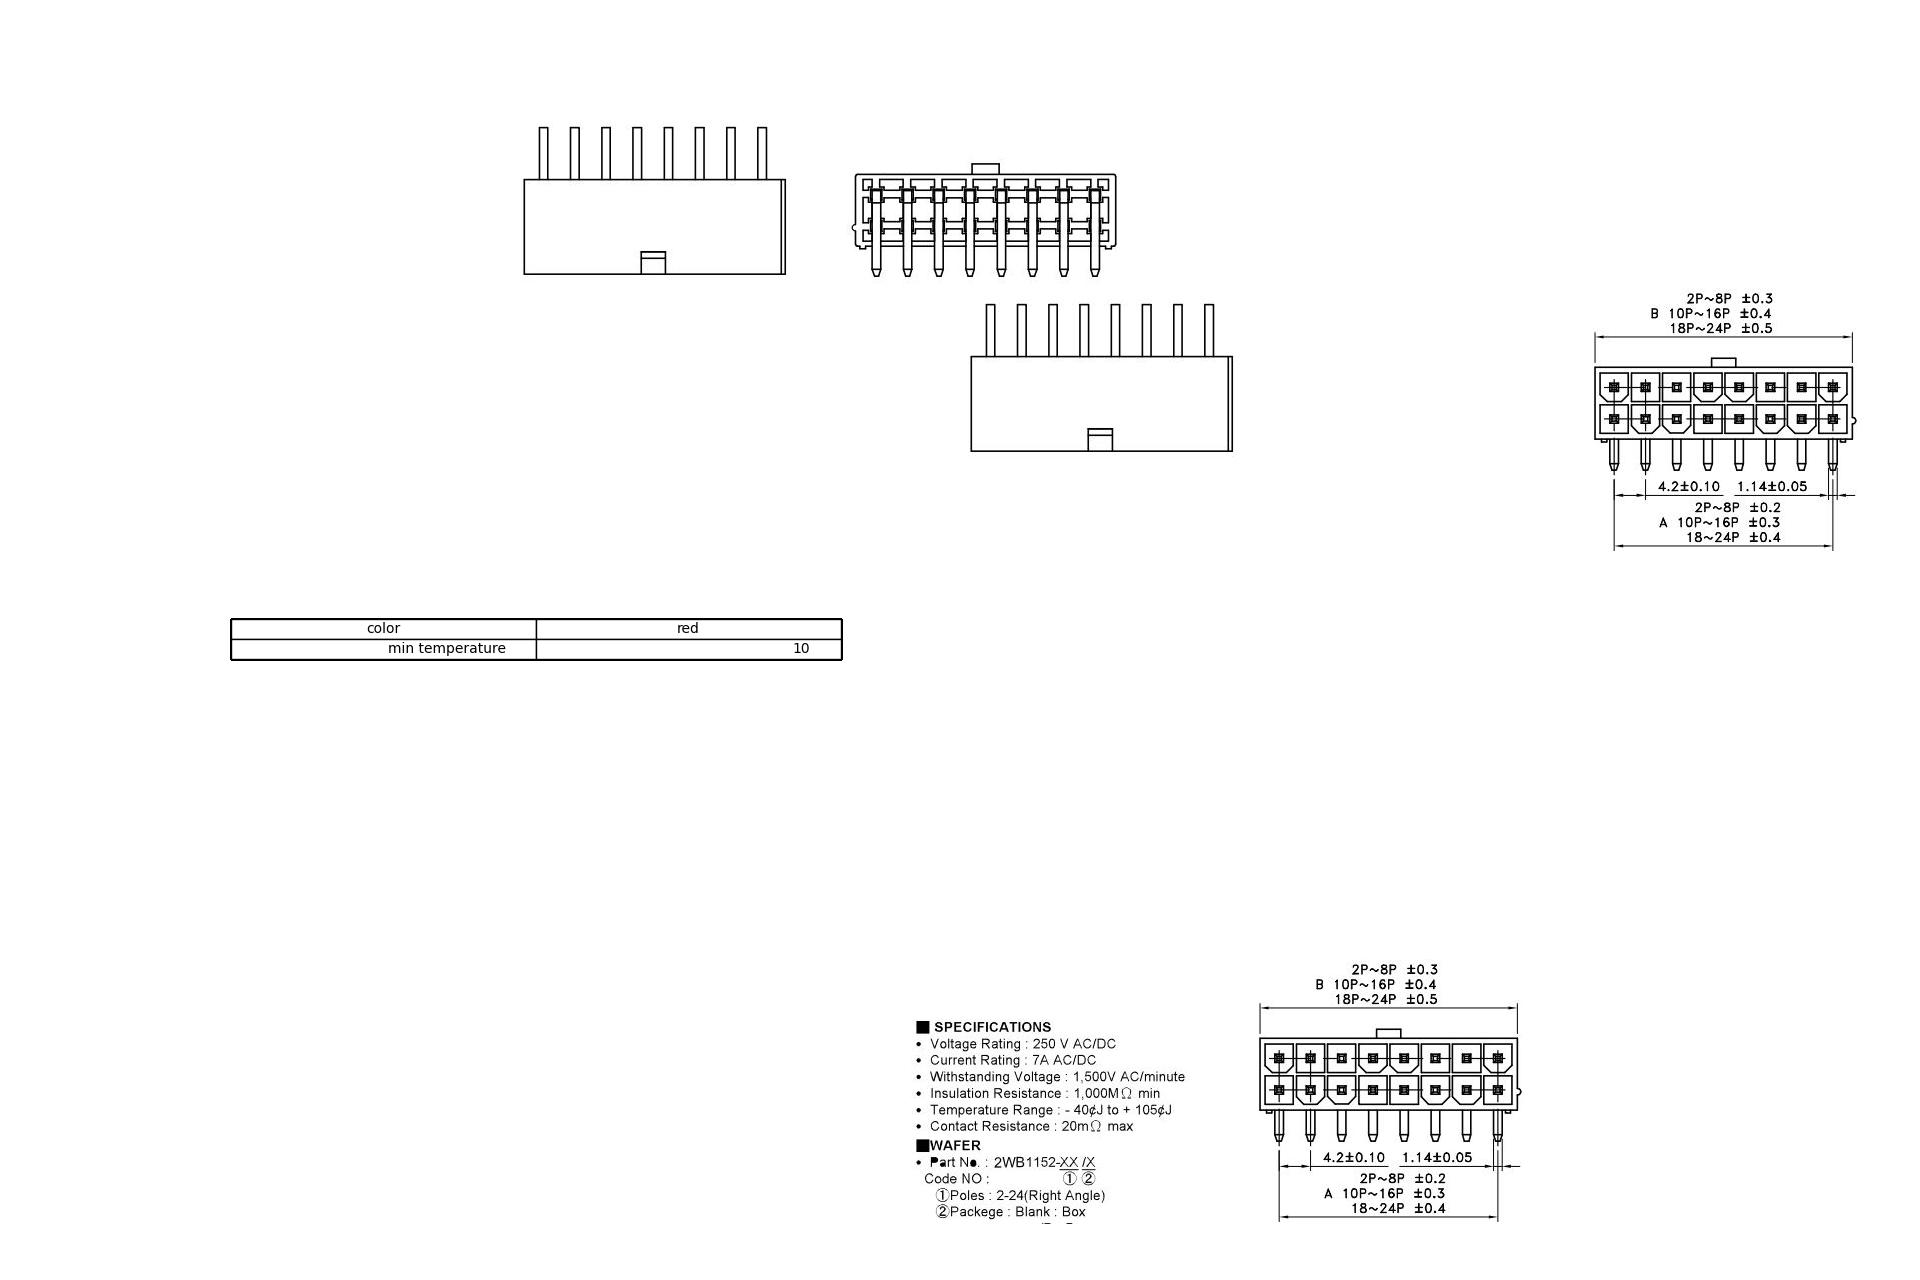 2P~8P ±0.3
B 10P~16P ±0.4
18P~24P ±0.5
4.2±0.10 1.14±0.05
2P~8P ±0.2
A 10P~16P ±0.3
18~24P ±0.4
color red
min temperature 10
2P~8P ±0.3
B 10P~16P ±0.4
18P~24P ±0.5
4.2±0.10 1.14±0.05
2P~8P ±0.2
A 10P~16P ±0.3
18~24P ±0.4
■ SPECIFICATIONS
• Voltage Rating : 250 V AC/DC
• Current Rating : 7A AC/DC
• Withstanding Voltage : 1,500V AC/minute
• Insulation Resistance : 1,000MΩ min
• Temperature Range : - 40¢J to + 105¢J
• Contact Resistance : 20mΩ max
■WAFER
• Part No. : 2WB1152-XX /X
Code NO : ① ②
①Poles : 2-24(Right Angle)
②Packege : Blank : Box